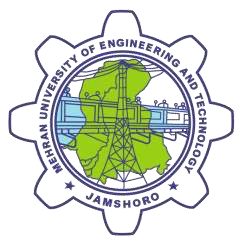 MEHRAN UNIVERSITY OF ENGINEERING AND TECHNOLOGY
JAMSHORO